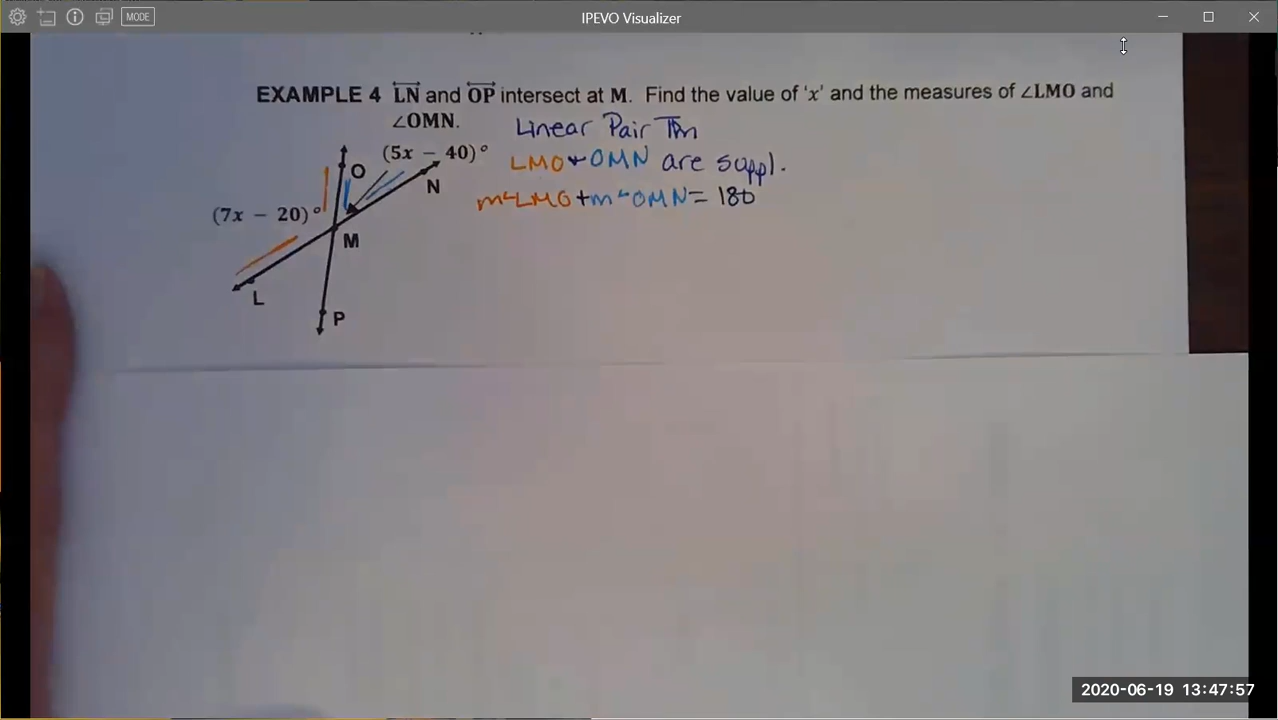 MODE
IPEVO Visualizer
EXAMPLE 4 LN and OP intersect at M. Find the value of 'x' and the measures of ∠LMO and
∠OMN.
Linear Pair Tm
LMO + OMN are suppl.
m∠LMO + m∠OMN = 180
(5x − 40)°
O
N
(7x − 20)°
M
L
P
2020-06-19 13:47:57